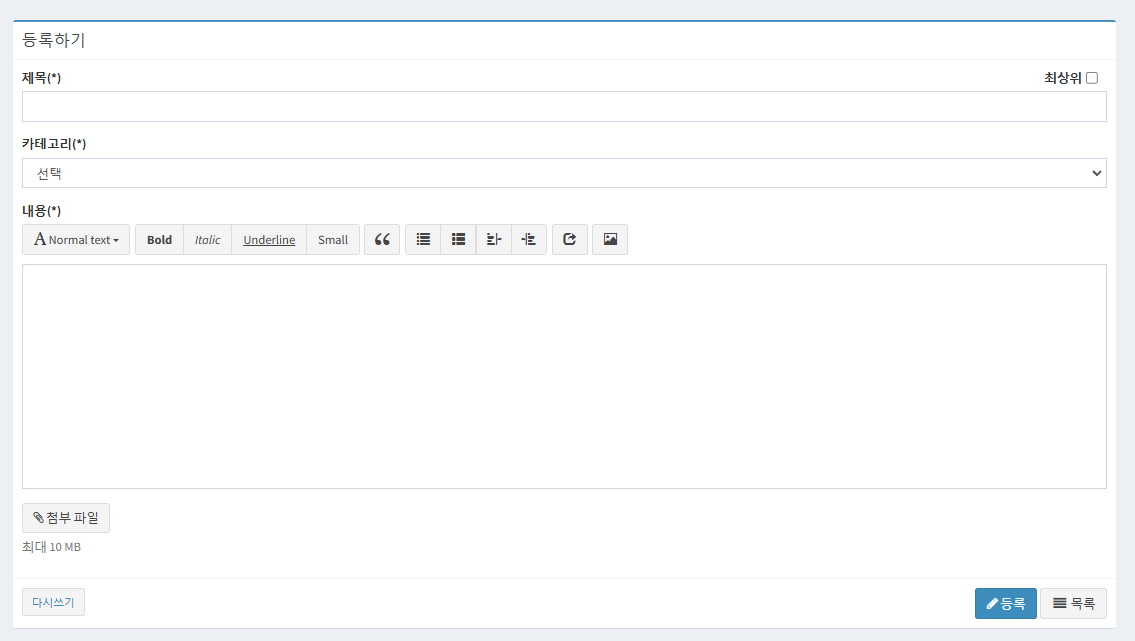 등록하기
제목(*) 최상위
카테고리(*)
선택
내용(*)
A Normal text Bold Italic Underline Small “
첨부 파일
최대 10 MB
다시쓰기 등록 목록